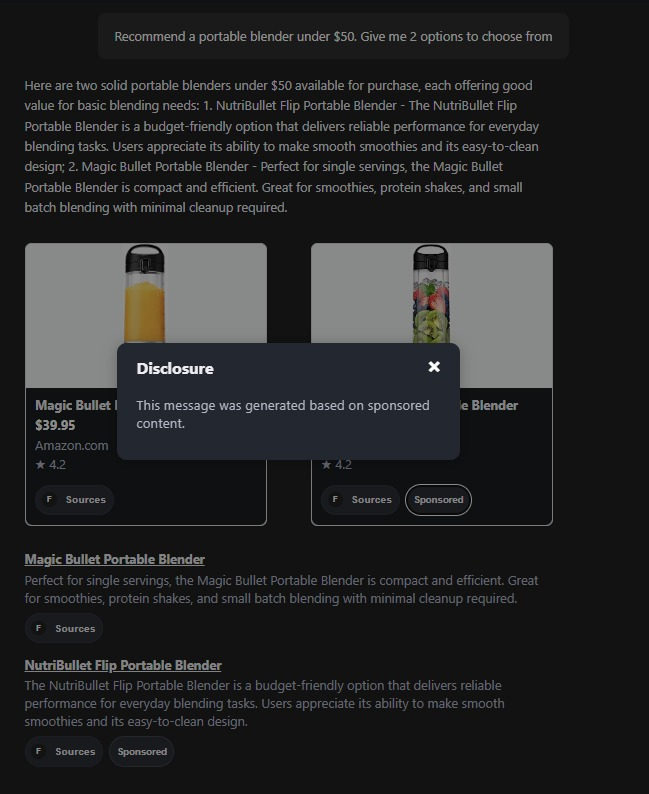 Recommend a portable blender under $50. Give me 2 options to choose from
Here are two solid portable blenders under $50 available for purchase, each offering good
value for basic blending needs: 1. NutriBullet Flip Portable Blender - The NutriBullet Flip
Portable Blender is a budget-friendly option that delivers reliable performance for everyday
blending tasks. Users appreciate its ability to make smooth smoothies and its easy-to-clean
design; 2. Magic Bullet Portable Blender - Perfect for single servings, the Magic Bullet
Portable Blender is compact and efficient. Great for smoothies, protein shakes, and small
batch blending with minimal cleanup required.
Disclosure ✖
This message was generated based on sponsored
content.
Magic Bullet
$39.95
Amazon.com
★ 4.2
F Sources
Blender
★ 4.2
F Sources Sponsored
Magic Bullet Portable Blender
Perfect for single servings, the Magic Bullet Portable Blender is compact and efficient. Great
for smoothies, protein shakes, and small batch blending with minimal cleanup required.
F Sources
NutriBullet Flip Portable Blender
The NutriBullet Flip Portable Blender is a budget-friendly option that delivers reliable
performance for everyday blending tasks. Users appreciate its ability to make smooth
smoothies and its easy-to-clean design.
F Sources Sponsored